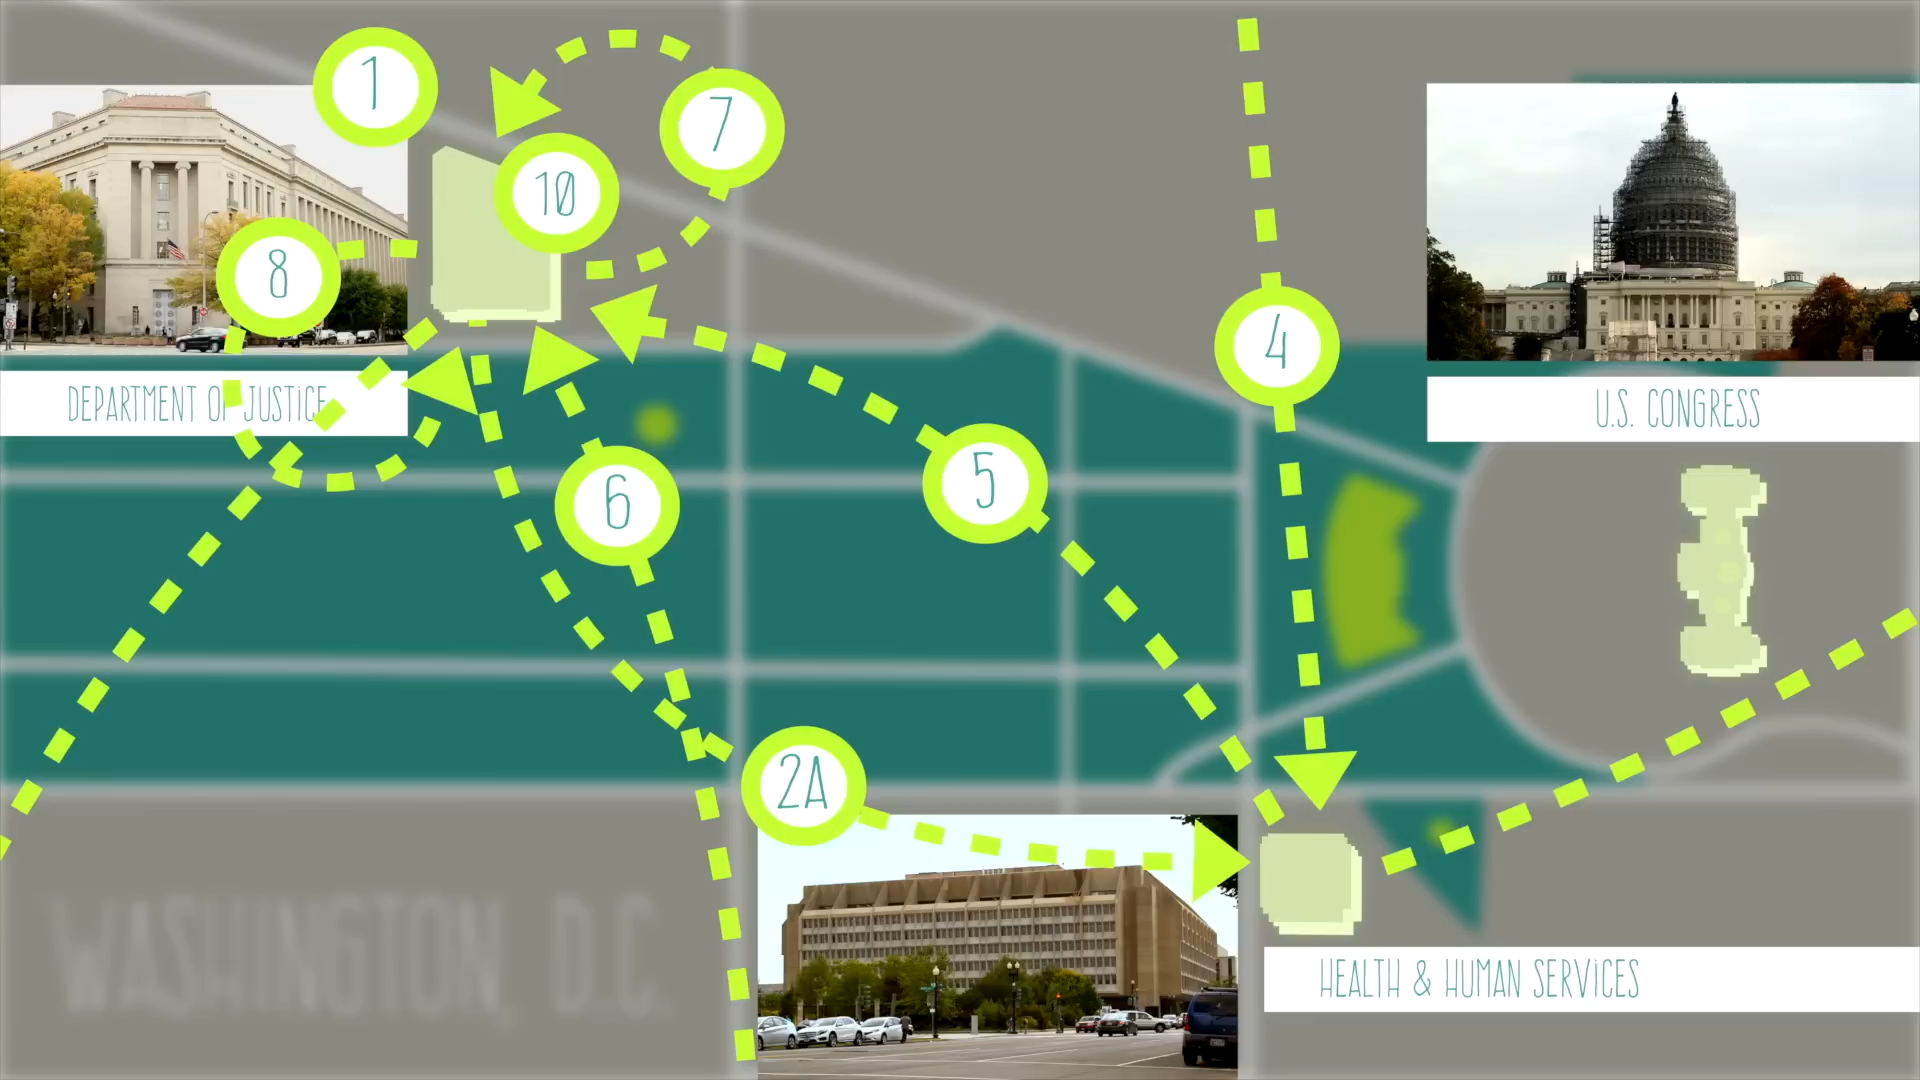 1
7
10
8
DEPARTMENT OF JUSTICE
4
U.S. CONGRESS
6
5
2A
WASHINGTON, D.C.
HEALTH & HUMAN SERVICES